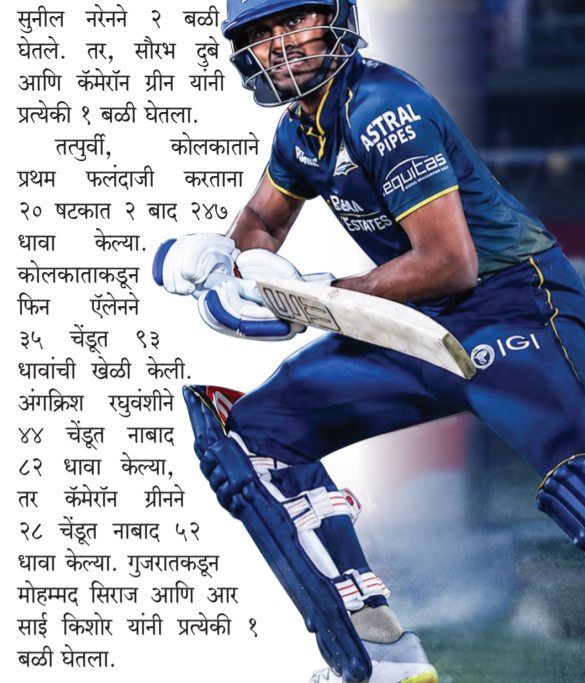 सुनील नरेनने २ बळी
घेतले. तर, सौरभ दुबे
आणि कॅमेरॉन ग्रीन यांनी
प्रत्येकी १ बळी घेतला.
तत्पुर्वी, कोलकाताने
प्रथम फलंदाजी करताना
२० षटकात २ बाद २४७
धावा केल्या.
कोलकाताकडून
फिन ऍलेनने
३५ चेंडूत ९३
धावांची खेळी केली.
अंगक्रिश रघुवंशीने
४४ चेंडूत नाबाद
८२ धावा केल्या,
तर कॅमेरॉन ग्रीनने
२८ चेंडूत नाबाद ५२
धावा केल्या. गुजरातकडून
मोहम्मद सिराज आणि आर
साई किशोर यांनी प्रत्येकी १
बळी घेतला.
ASTRAL
PIPES
equitas
ESTATES
IGI